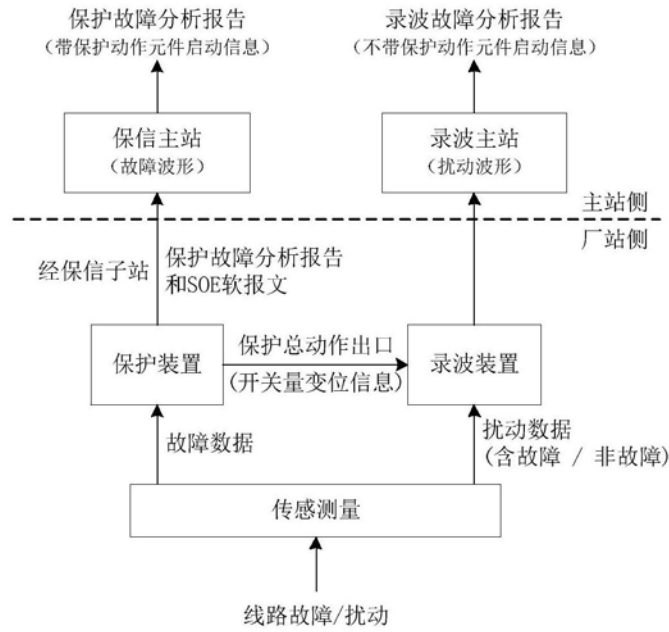 保护故障分析报告
(带保护动作元件启动信息)
录波故障分析报告
(不带保护动作元件启动信息)
保信主站
(故障波形)
录波主站
(扰动波形)
主站侧
厂站侧
经保信子站
保护故障分析报告
和SOE软报文
保护装置
保护总动作出口
(开关量变位信息)
录波装置
故障数据
扰动数据
(含故障 / 非故障)
传感测量
线路故障/扰动